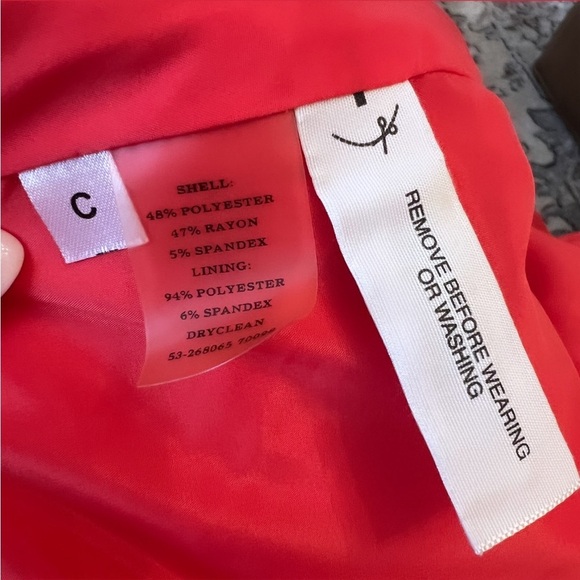 C
SHELL:
48% POLYESTER
47% RAYON
5% SPANDEX
LINING:
94% POLYESTER
6% SPANDEX
DRYCLEAN
53-268065
REMOVE BEFORE WEARING
OR WASHING